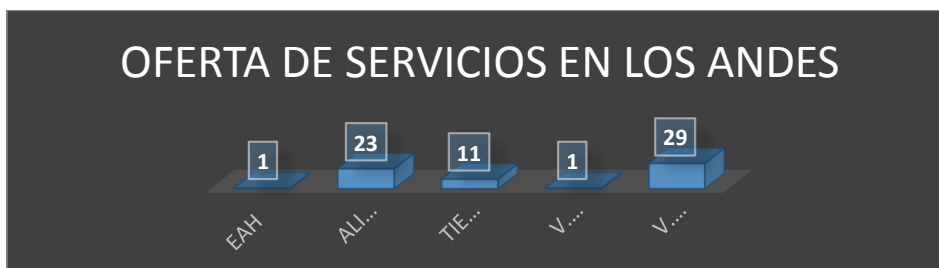 OFERTA DE SERVICIOS EN LOS ANDES
1 23 11 1 29
EAH ALI... TIE... V .... V ....